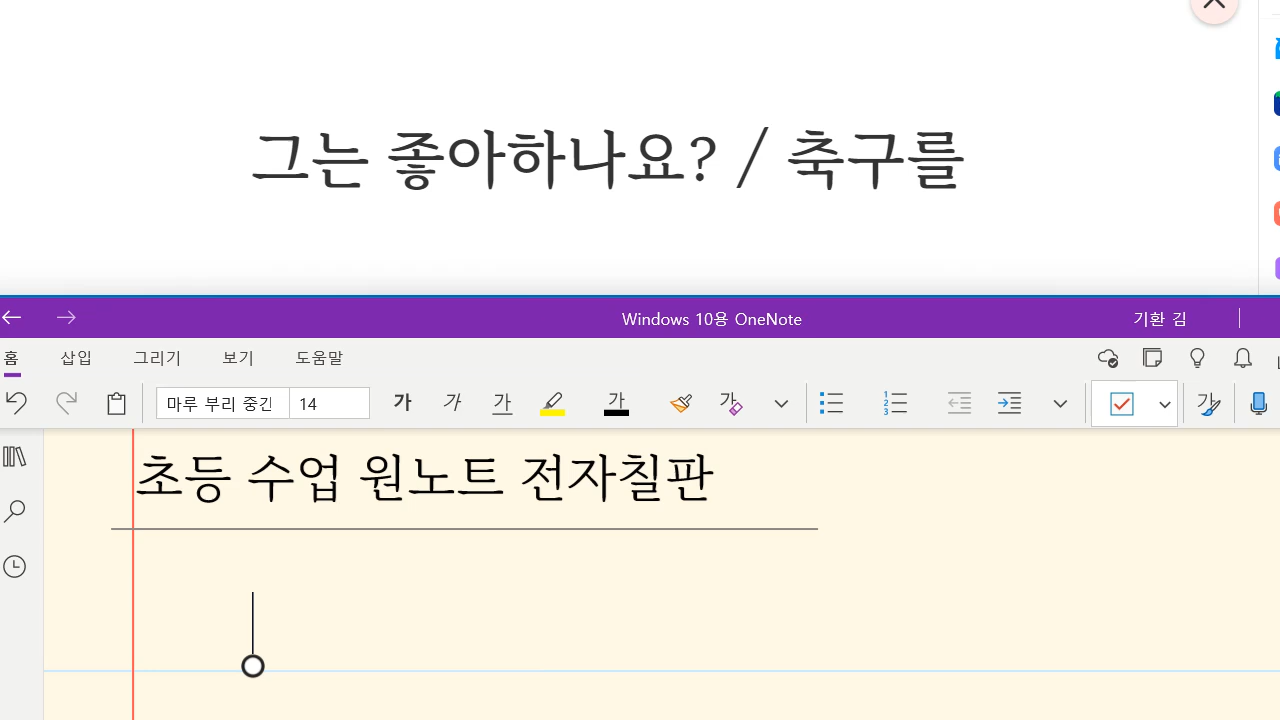 그는 좋아하나요? / 축구를
Windows 10용 OneNote
기환 김
홈 삽입 그리기 보기 도움말
마루 부리 중간 14 가 가 가 가 가 가
초등 수업 원노트 전자칠판